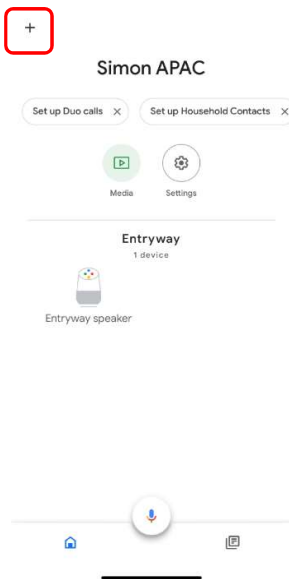 Simon APAC
Set up Duo calls
Set up Household Contacts
Media
Settings
Entryway
1 device
Entryway speaker